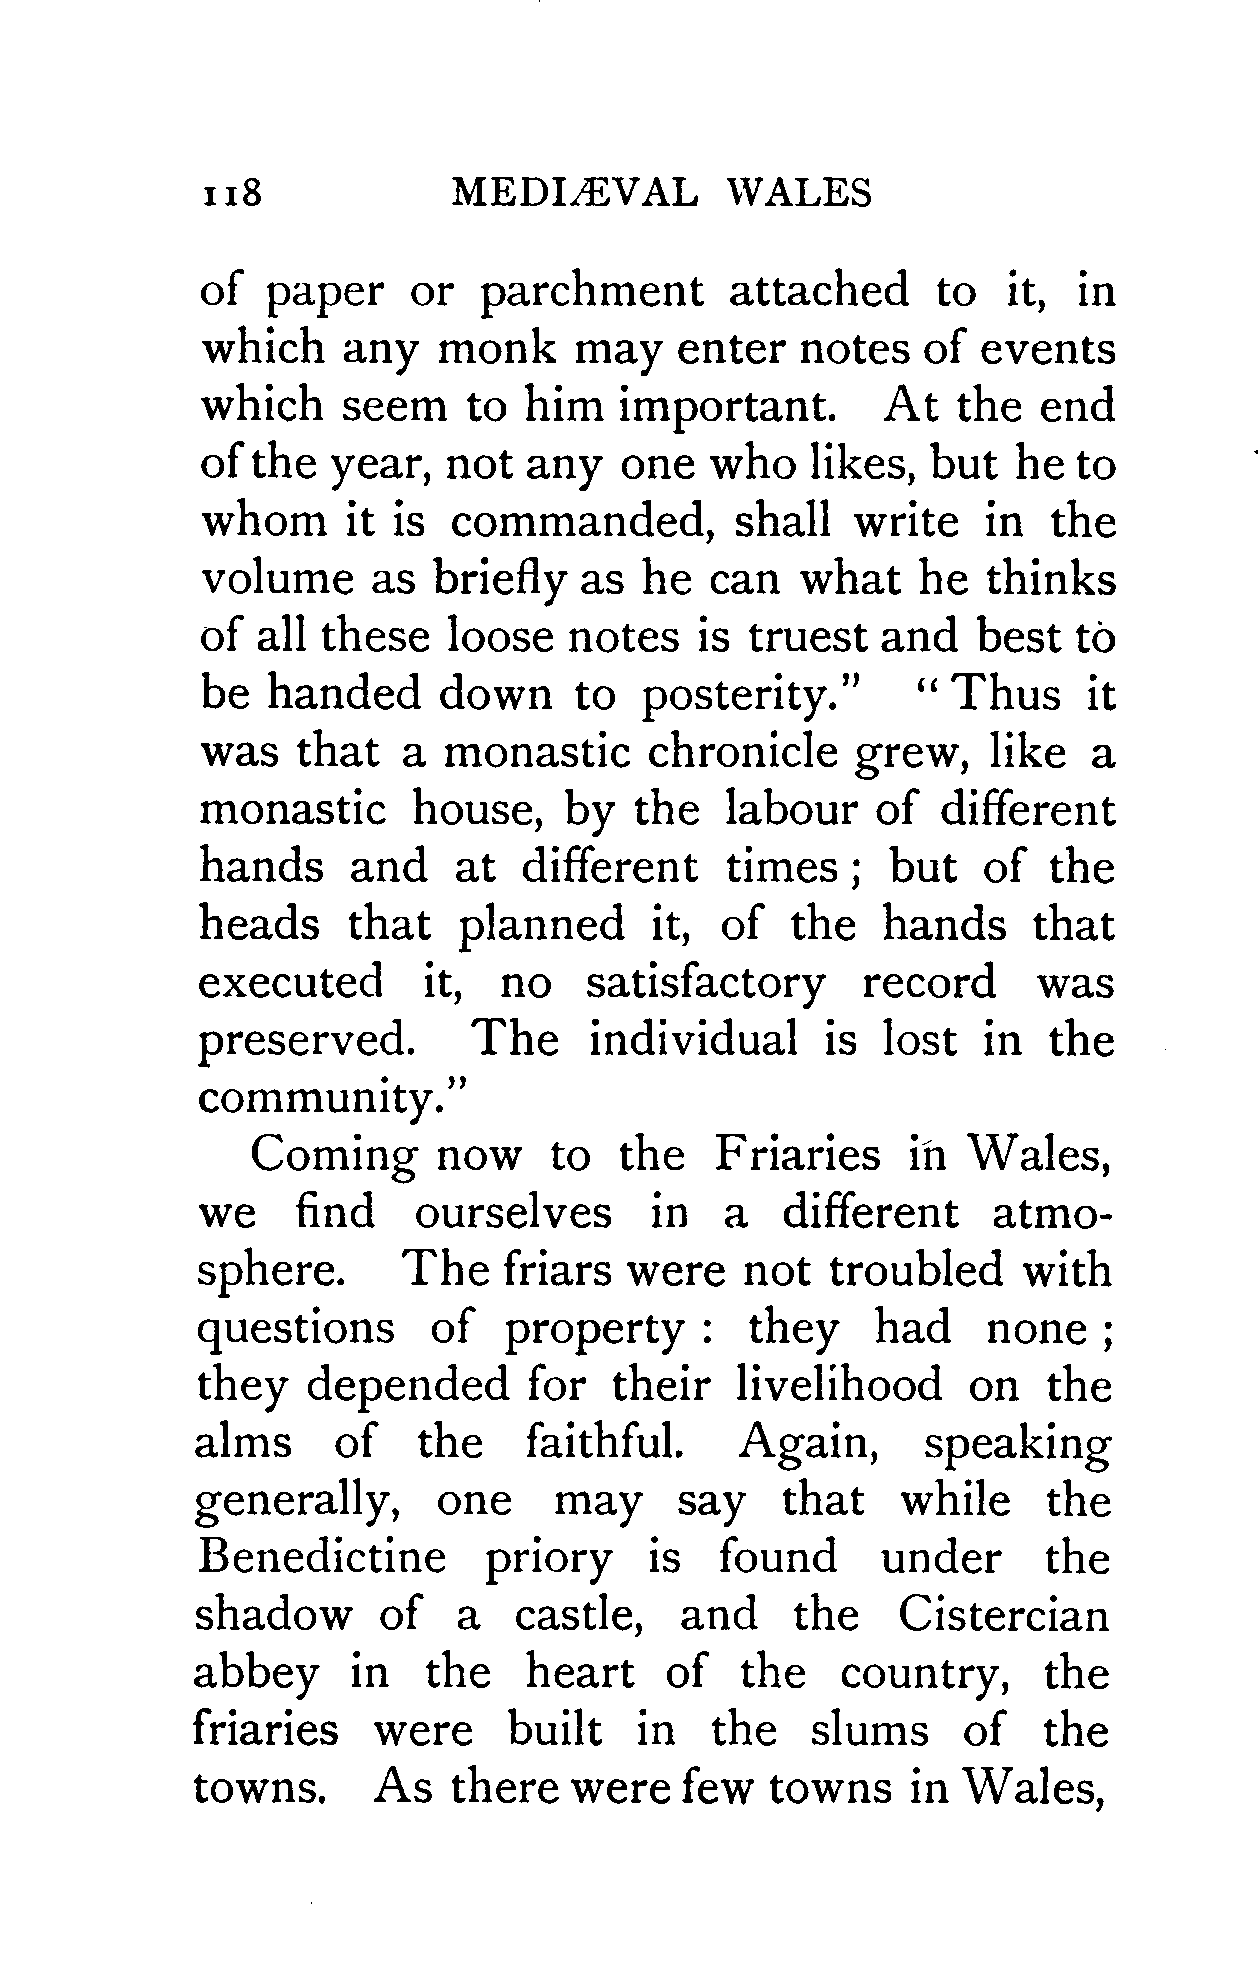 118 MEDIÆVAL WALES
of paper or parchment attached to it, in
which any monk may enter notes of events
which seem to him important. At the end
of the year, not any one who likes, but he to
whom it is commanded, shall write in the
volume as briefly as he can what he thinks
of all these loose notes is truest and best to
be handed down to posterity." "Thus it
was that a monastic chronicle grew, like a
monastic house, by the labour of different
hands and at different times; but of the
heads that planned it, of the hands that
executed it, no satisfactory record was
preserved. The individual is lost in the
community."
Coming now to the Friaries in Wales,
we find ourselves in a different atmo-
sphere. The friars were not troubled with
questions of property: they had none;
they depended for their livelihood on the
alms of the faithful. Again, speaking
generally, one may say that while the
Benedictine priory is found under the
shadow of a castle, and the Cistercian
abbey in the heart of the country, the
friaries were built in the slums of the
towns. As there were few towns in Wales,